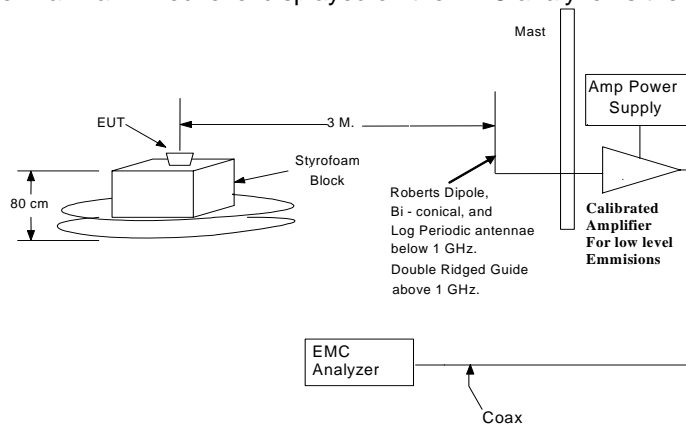 Mast
Amp Power
Supply
EUT
3 M.
Styrofoam
Block
80 cm
Roberts Dipole,
Bi - conical, and
Log Periodic antennae
below 1 GHz.
Double Ridged Guide
above 1 GHz.
Calibrated
Amplifier
For low level
Emmisions
EMC
Analyzer
Coax